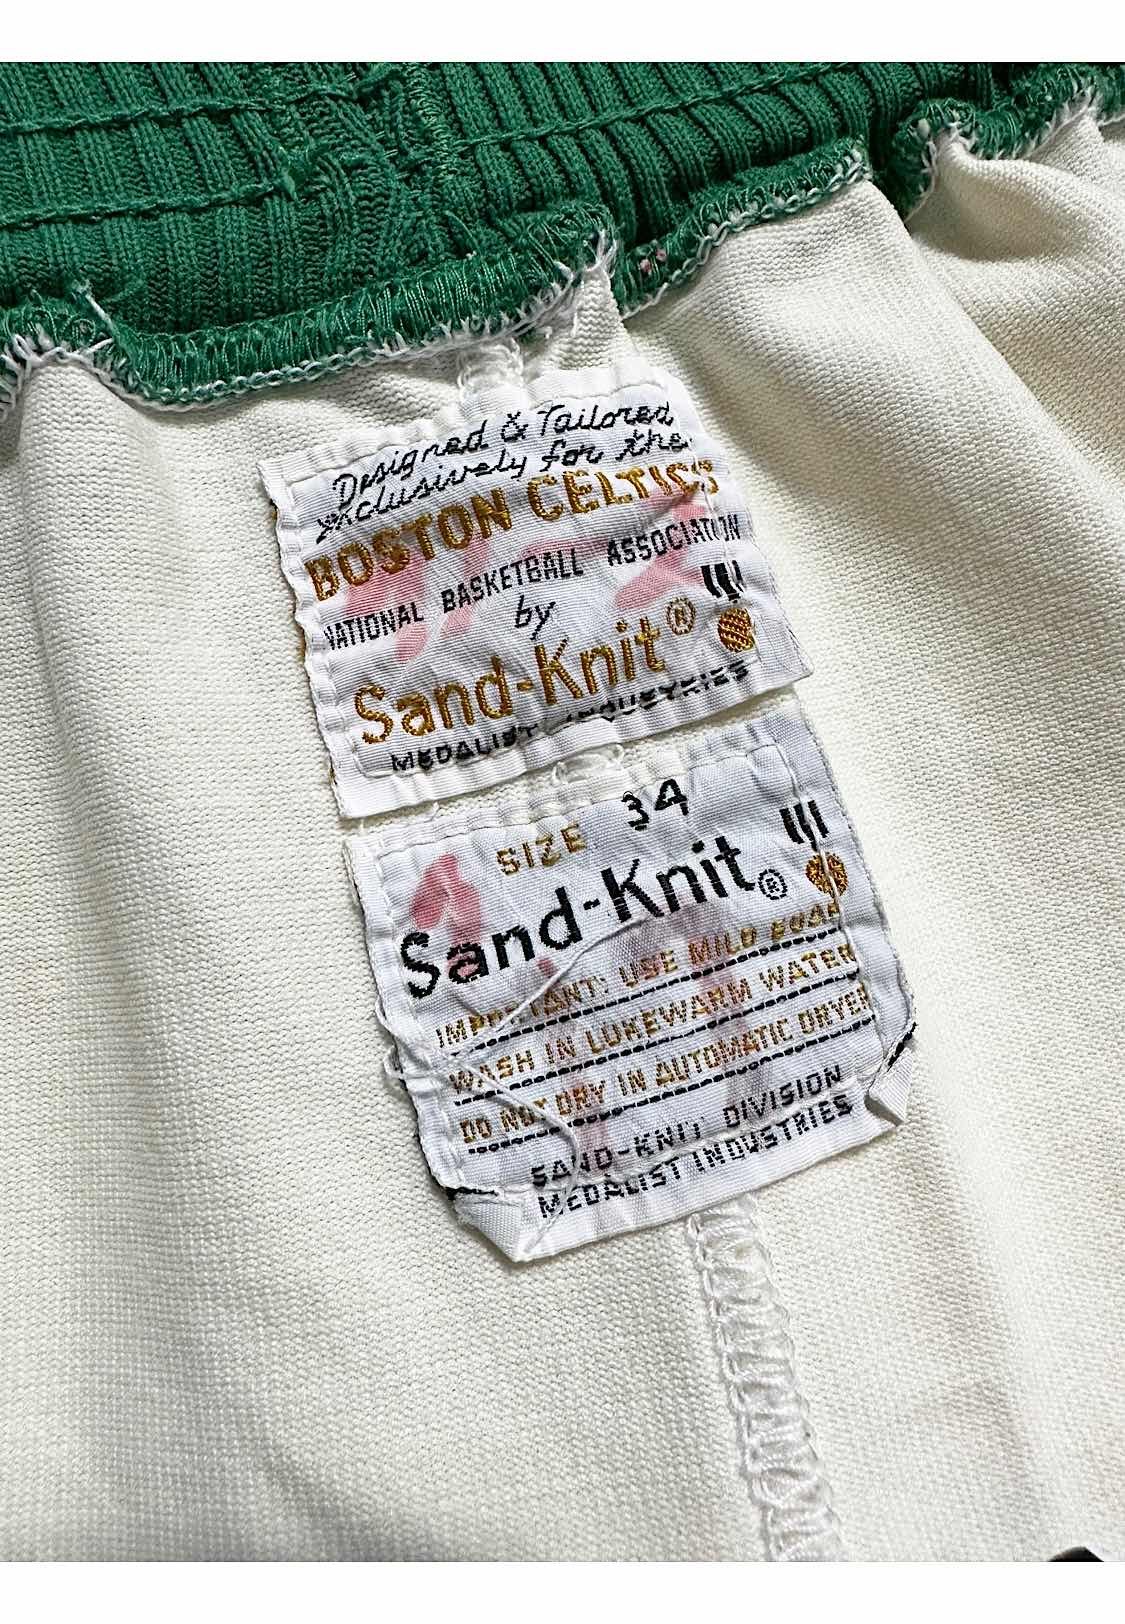 Designed & Tailored
Exclusively for the
BOSTON CELTICS
NATIONAL BASKETBALL ASSOCIATION
by
Sand-Knit®
MEDALIST INDUSTRIES
SIZE 34
Sand-Knit®
IMPORTANT: USE MILD SOAP
WASH IN LUKEWARM WATER
DO NOT DRY IN AUTOMATIC DRYER
SAND-KNIT DIVISION
MEDALIST INDUSTRIES